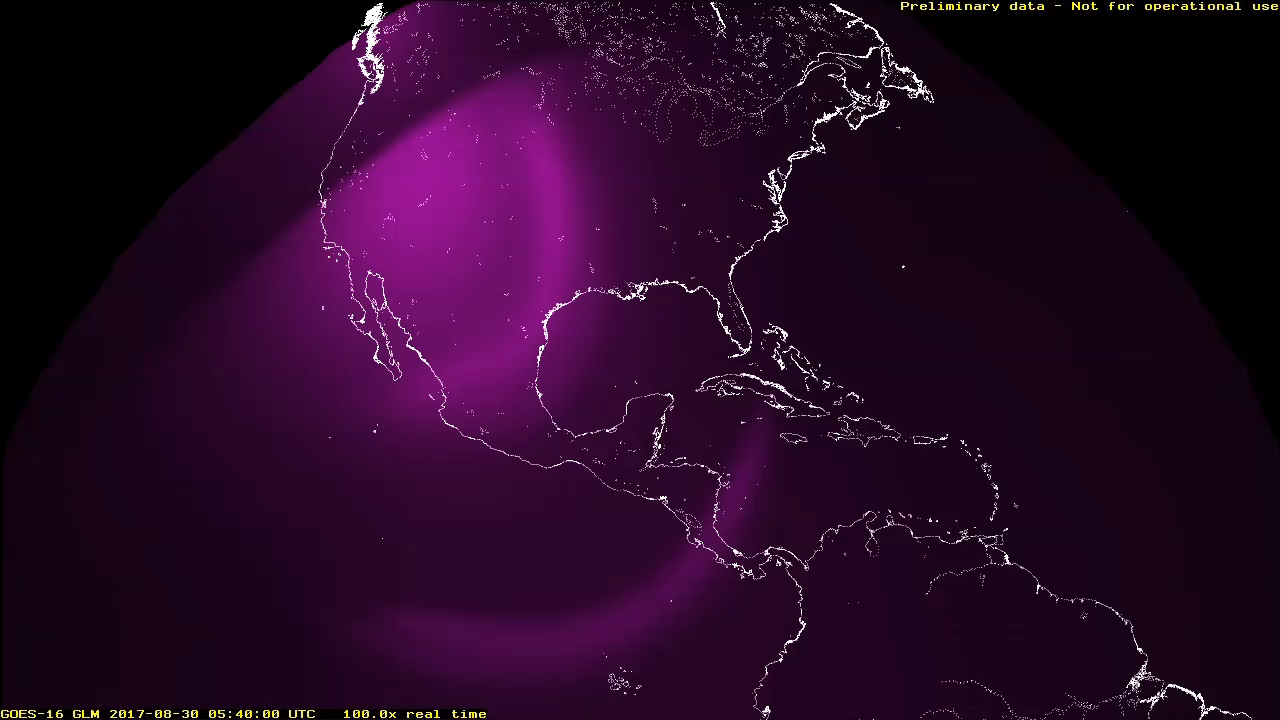 Preliminary data - Not for operational use
GOES-16 GLM 2017-08-30 05:40:00 UTC   100.0x real time